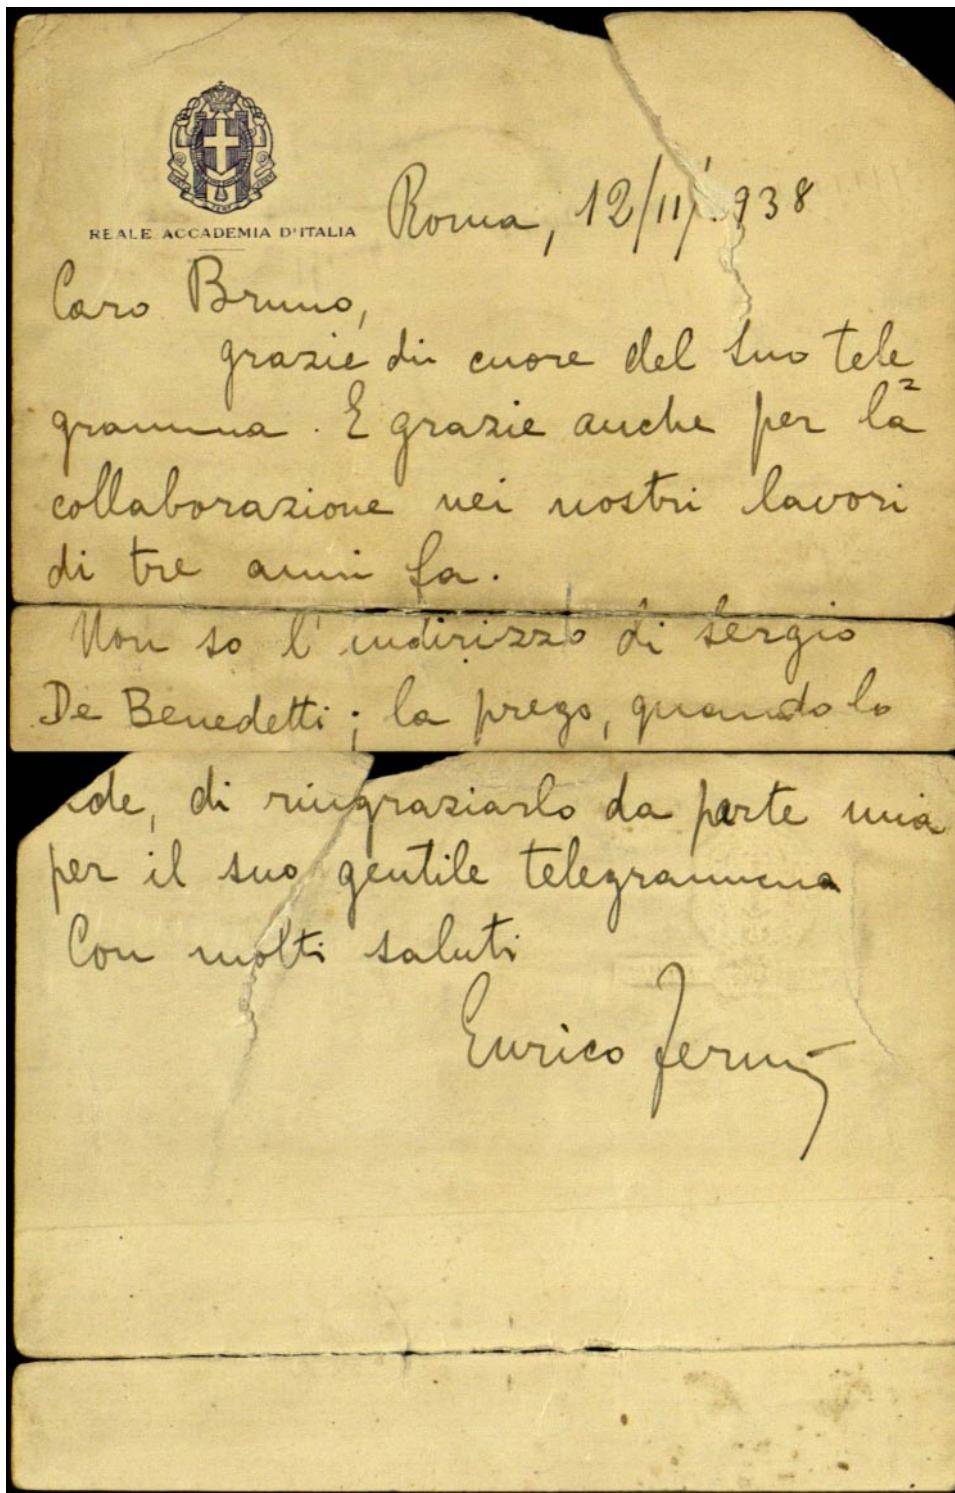 REALE ACCADEMIA D'ITALIA
Roma, 12/11/1938
Caro Bruno,
grazie di cuore del suo tele
gramma. E grazie anche per la
collaborazione nei nostri lavori
di tre anni fa.
Non so l'indirizzo di Sergio
De Benedetti; la prego, quando lo
de, di ringraziarlo da parte mia
per il suo gentile telegramma
Con molti saluti
Enrico Fermi